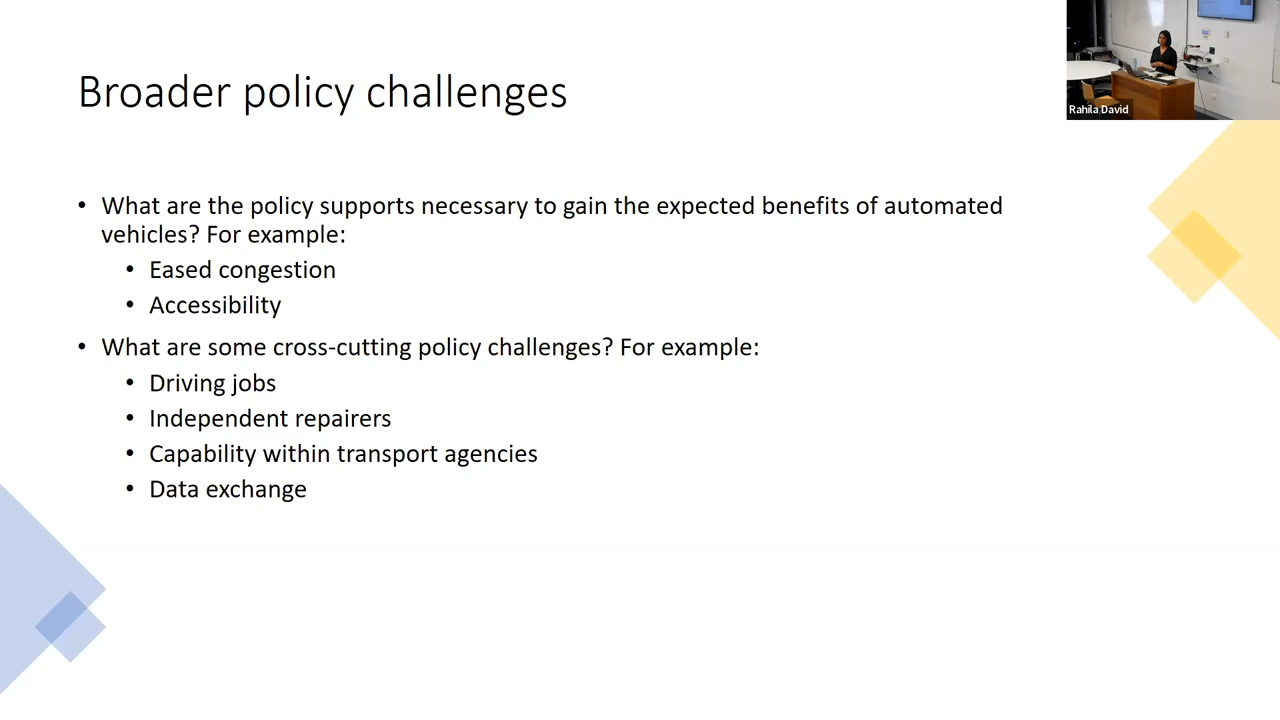 Broader policy challenges
Rahila David
• What are the policy supports necessary to gain the expected benefits of automated
vehicles? For example:
• Eased congestion
• Accessibility
• What are some cross-cutting policy challenges? For example:
• Driving jobs
• Independent repairers
• Capability within transport agencies
• Data exchange